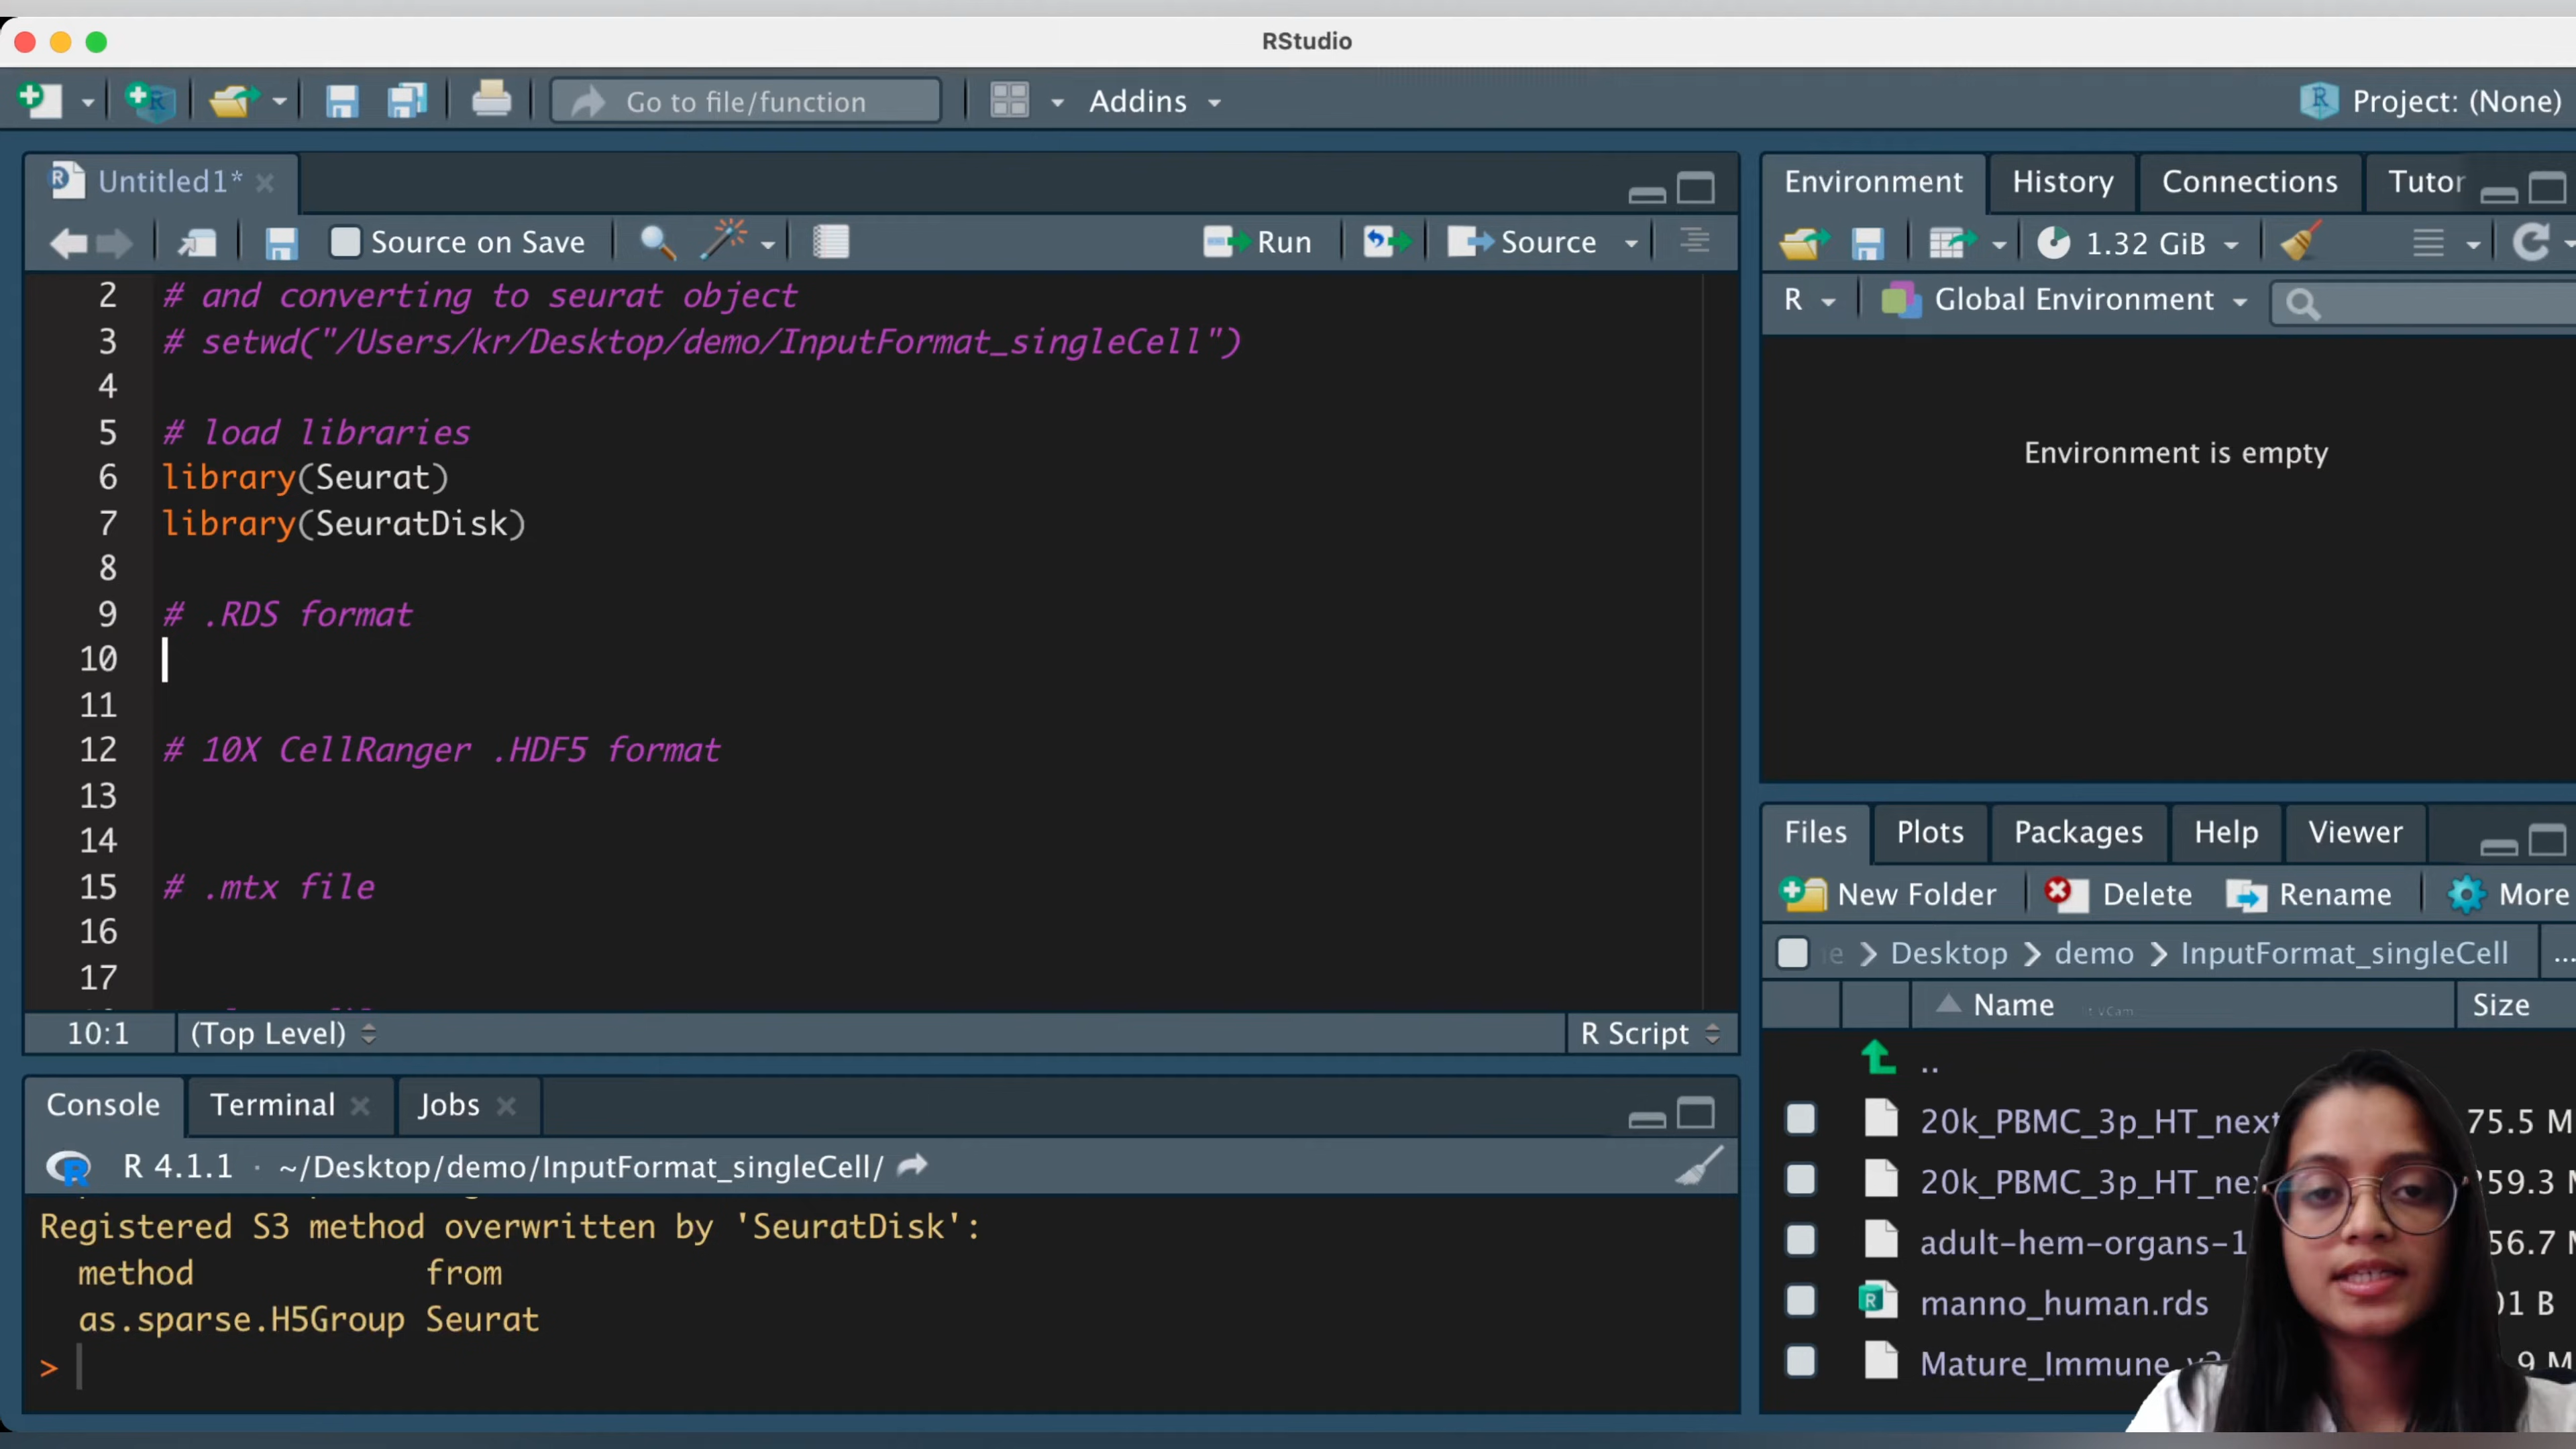 RStudio
Go to file/function
Addins
Project: (None)
Untitled1*
Source on Save
Run
Source
2 # and converting to seurat object
3 # setwd("/Users/kr/Desktop/demo/InputFormat_singleCell")
4
5 # load libraries
6 library(Seurat)
7 library(SeuratDisk)
8
9 # .RDS format
10
11
12 # 10X CellRanger .HDF5 format
13
14
15 # .mtx file
16
17
10:1 (Top Level)
R Script
Console Terminal Jobs
R 4.1.1 · ~/Desktop/demo/InputFormat_singleCell/
Registered S3 method overwritten by 'SeuratDisk':
method from
as.sparse.H5Group Seurat
>
Environment History Connections Tutor
1.32 GiB
R Global Environment
Environment is empty
Files Plots Packages Help Viewer
New Folder Delete Rename More
Desktop > demo > InputFormat_singleCell ...
Name Size
..
20k_PBMC_3p_HT_next 75.5 M
20k_PBMC_3p_HT_ne 59.3 M
adult-hem-organs-1 56.7 M
manno_human.rds 01 B
Mature_Immune 9 M